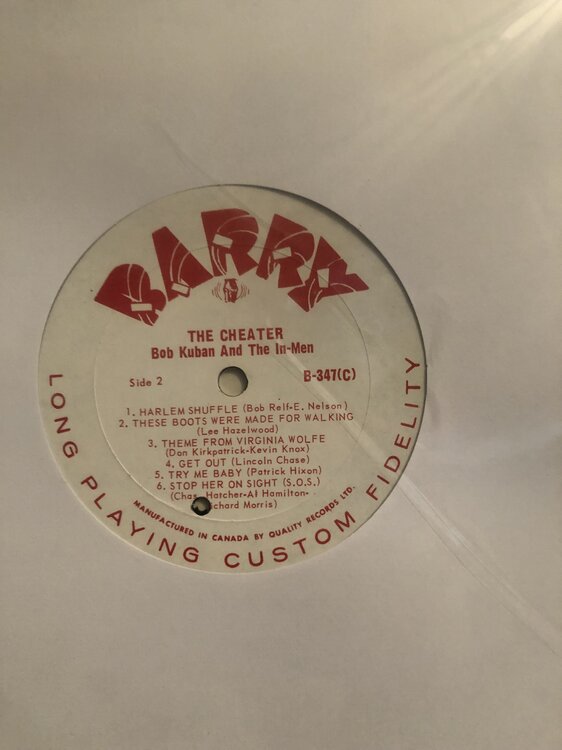 BARRY
THE CHEATER
Bob Kuban And The In-Men
Side 2
B-347(C)
1. HARLEM SHUFFLE (Bob Relf-E. Nelson)
2. THESE BOOTS WERE MADE FOR WALKING
(Lee Hazelwood)
3. THEME FROM VIRGINIA WOLFE
(Don Kirkpatrick-Kevin Knox)
4. GET OUT (Lincoln Chase)
5. TRY ME BABY (Patrick Hixon)
6. STOP HER ON SIGHT (S.O.S.)
(Chas. Hatcher-Al Hamilton-
Morris)
MANUFACTURED IN CANADA BY QUALITY RECORDS LTD.
LONG PLAYING CUSTOM FIDELITY